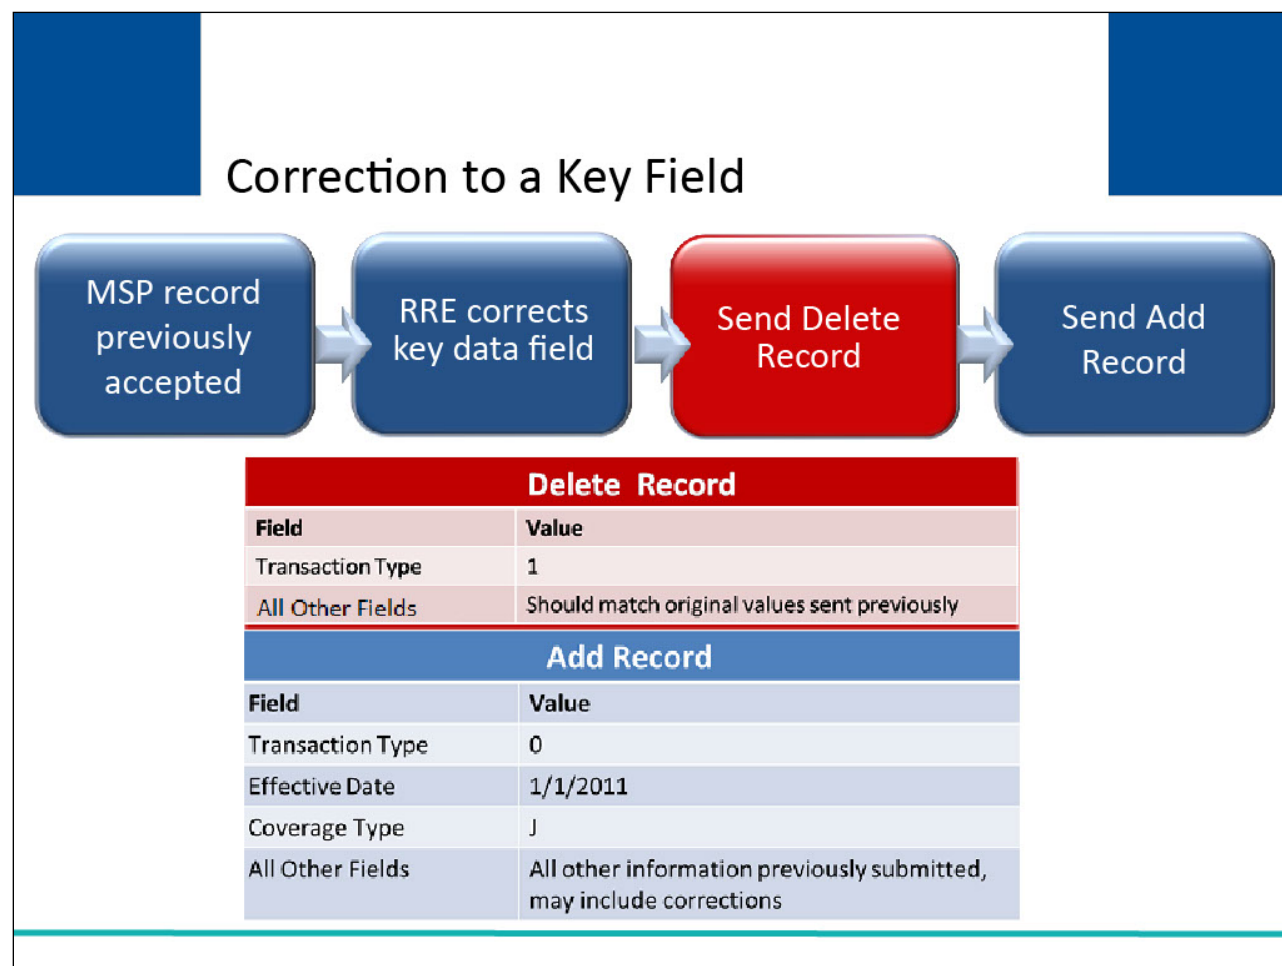 Correction to a Key Field
MSP record
previously
accepted
RRE corrects
key data field
Send Delete
Record
Send Add
Record
Delete Record
Field Value
Transaction Type 1
All Other Fields Should match original values sent previously
Add Record
Field Value
Transaction Type 0
Effective Date 1/1/2011
Coverage Type J
All Other Fields All other information previously submitted,
may include corrections